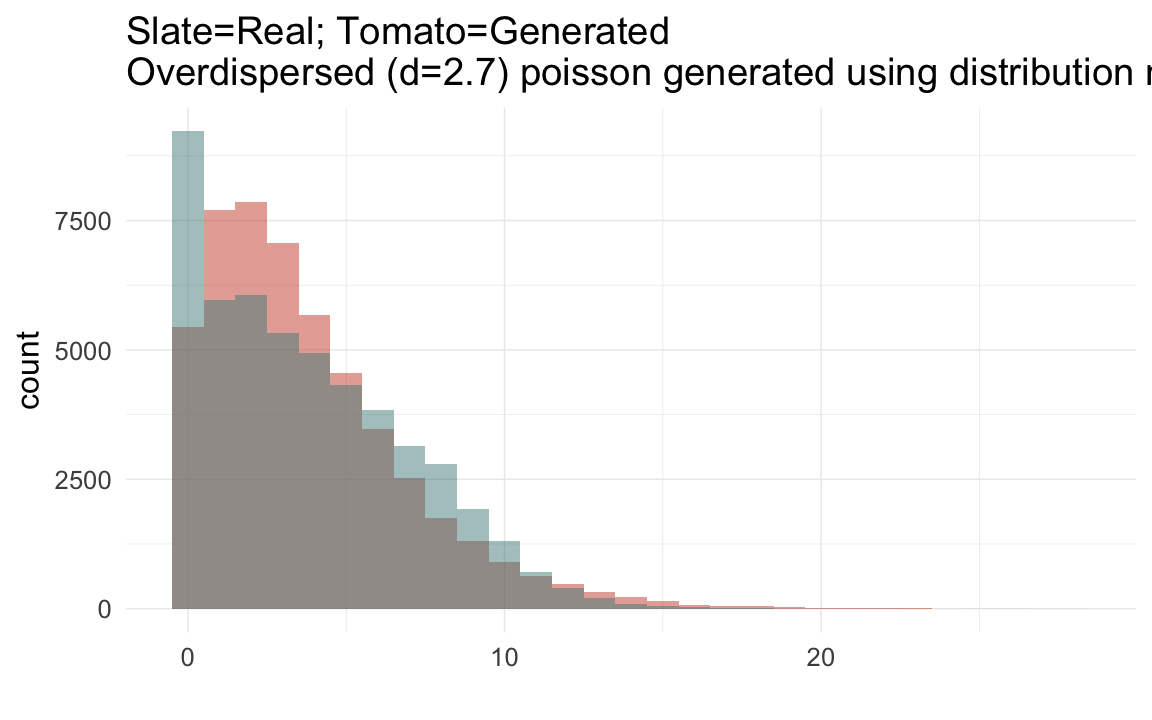 Slate=Real; Tomato=Generated
Overdispersed (d=2.7) poisson generated using distribution
count
7500
5000
2500
0
0 10 20